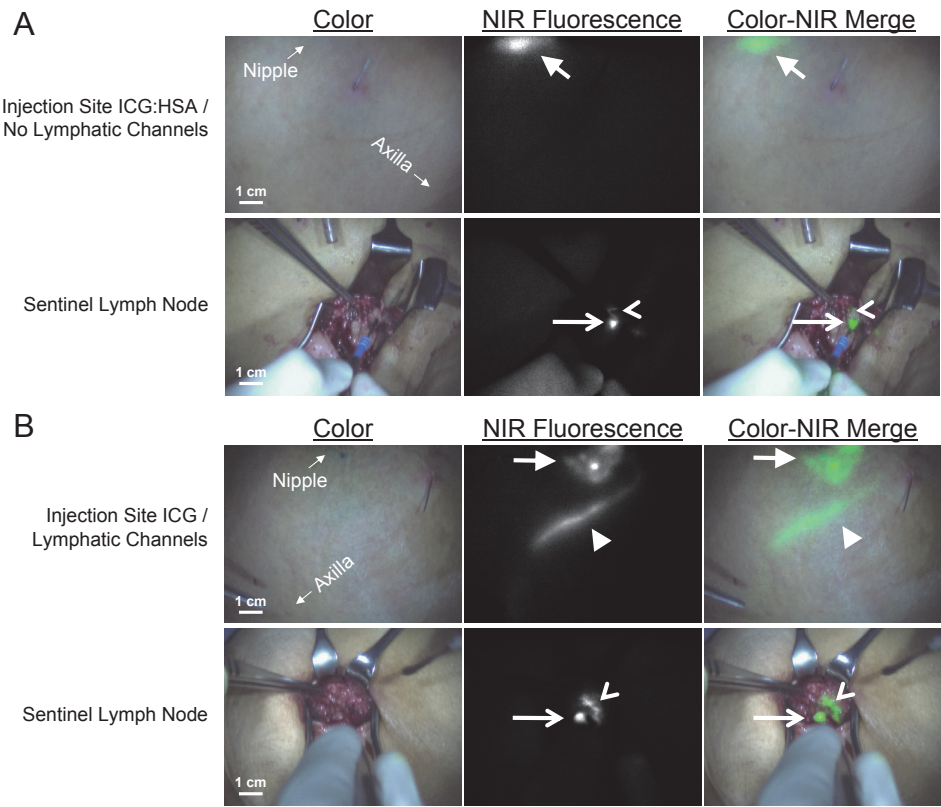 A
Color
NIR Fluorescence
Color-NIR Merge
Injection Site ICG:HSA /
No Lymphatic Channels
Nipple
Axilla
1 cm
Sentinel Lymph Node
1 cm
B
Color
NIR Fluorescence
Color-NIR Merge
Injection Site ICG /
Lymphatic Channels
Nipple
Axilla
1 cm
Sentinel Lymph Node
1 cm